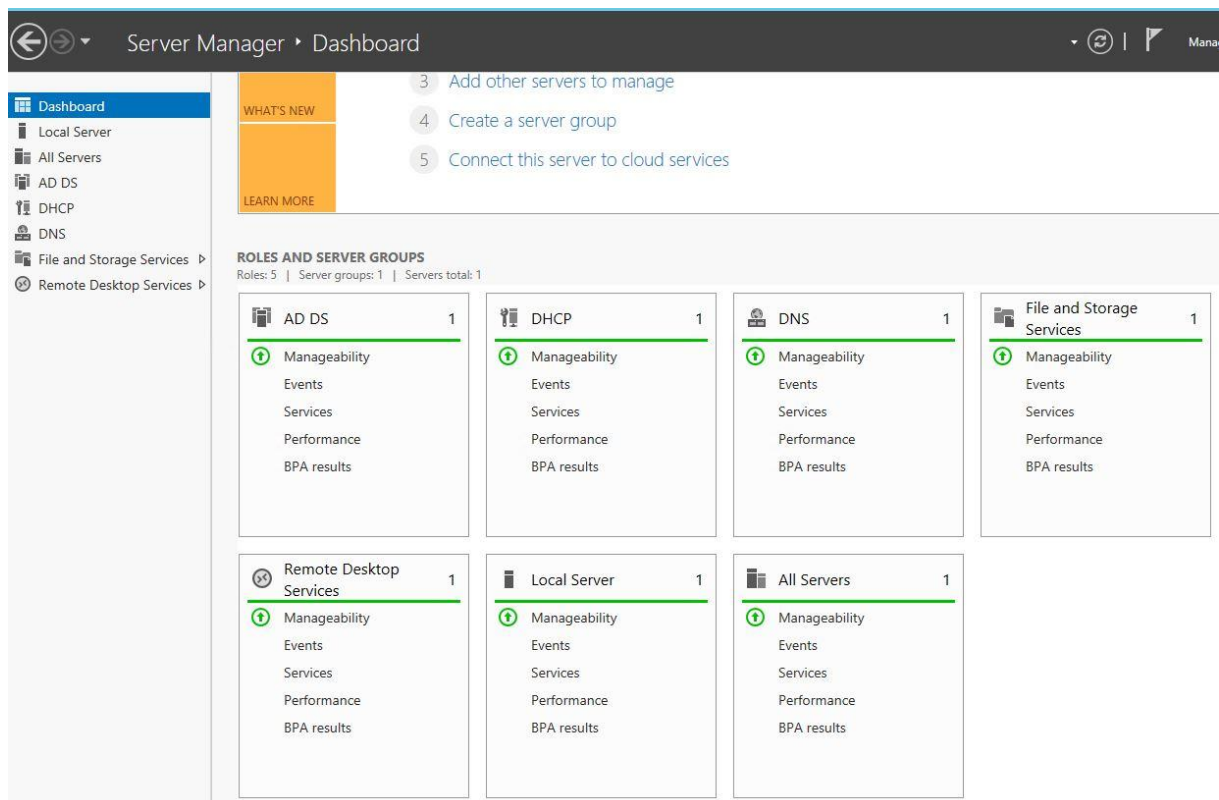 Server Manager ‣ Dashboard
Mana
Dashboard
Local Server
All Servers
AD DS
DHCP
DNS
File and Storage Services
Remote Desktop Services
WHAT'S NEW
LEARN MORE
3 Add other servers to manage
4 Create a server group
5 Connect this server to cloud services
ROLES AND SERVER GROUPS
Roles: 5 | Server groups: 1 | Servers total: 1
AD DS 1
Manageability
Events
Services
Performance
BPA results
DHCP 1
Manageability
Events
Services
Performance
BPA results
DNS 1
Manageability
Events
Services
Performance
BPA results
File and Storage
Services 1
Manageability
Events
Services
Performance
BPA results
Remote Desktop
Services 1
Manageability
Events
Services
Performance
BPA results
Local Server 1
Manageability
Events
Services
Performance
BPA results
All Servers 1
Manageability
Events
Services
Performance
BPA results